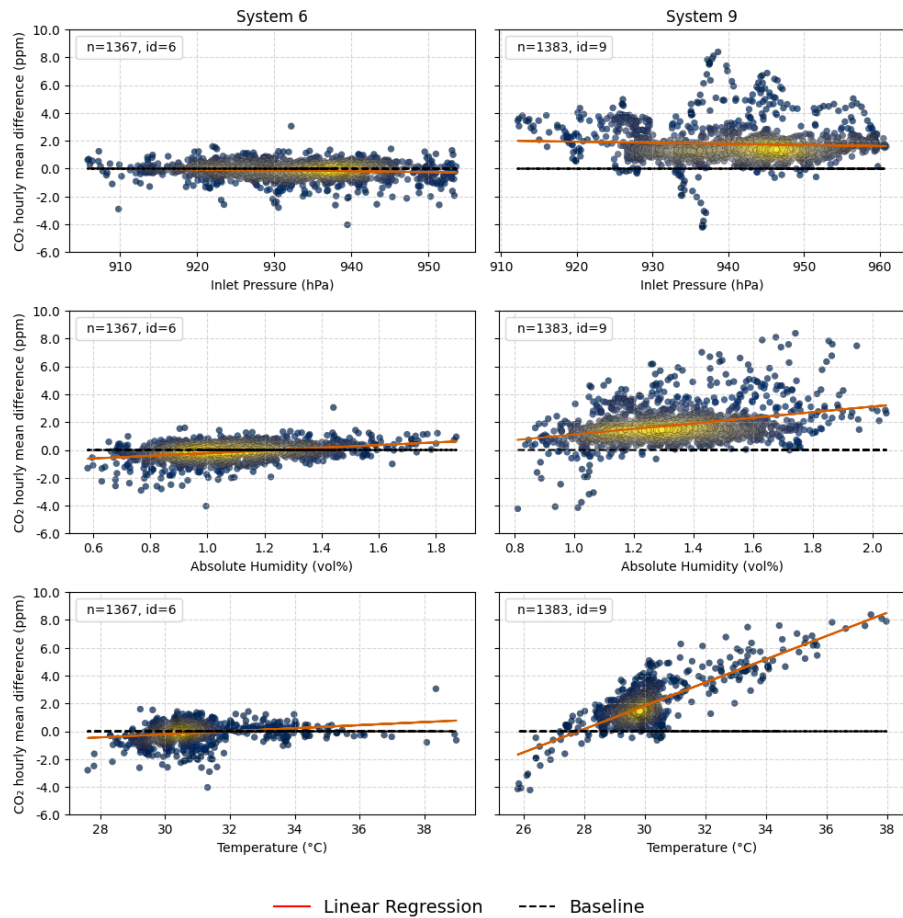 System 6
System 9
10.0
8.0
6.0
4.0
2.0
0.0
-2.0
-4.0
-6.0
CO₂ hourly mean difference (ppm)
n=1367, id=6
910 920 930 940 950
Inlet Pressure (hPa)
n=1383, id=9
910 920 930 940 950 960
Inlet Pressure (hPa)
10.0
8.0
6.0
4.0
2.0
0.0
-2.0
-4.0
-6.0
CO₂ hourly mean difference (ppm)
n=1367, id=6
0.6 0.8 1.0 1.2 1.4 1.6 1.8
Absolute Humidity (vol%)
n=1383, id=9
0.8 1.0 1.2 1.4 1.6 1.8 2.0
Absolute Humidity (vol%)
10.0
8.0
6.0
4.0
2.0
0.0
-2.0
-4.0
-6.0
CO₂ hourly mean difference (ppm)
n=1367, id=6
28 30 32 34 36 38
Temperature (°C)
n=1383, id=9
26 28 30 32 34 36 38
Temperature (°C)
Linear Regression
Baseline